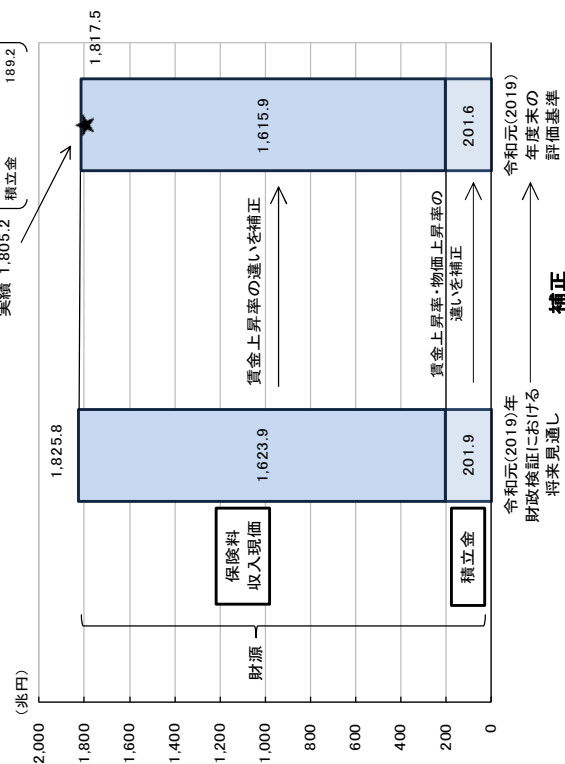 (兆円)
2,000
1,800
1,600
1,400
1,200
1,000
800
600
400
200
0
財源
保険料
収入現価
積立金
1,825.8
1,623.9
201.9
令和元(2019)年
財政検証における
将来見通し
賃金上昇率の違いを補正
賃金上昇率・物価上昇率の
違いを補正
補正
実績 1,805.2
積立金
189.2
1,817.5
1,615.9
201.6
令和元(2019)
年度末の
評価基準